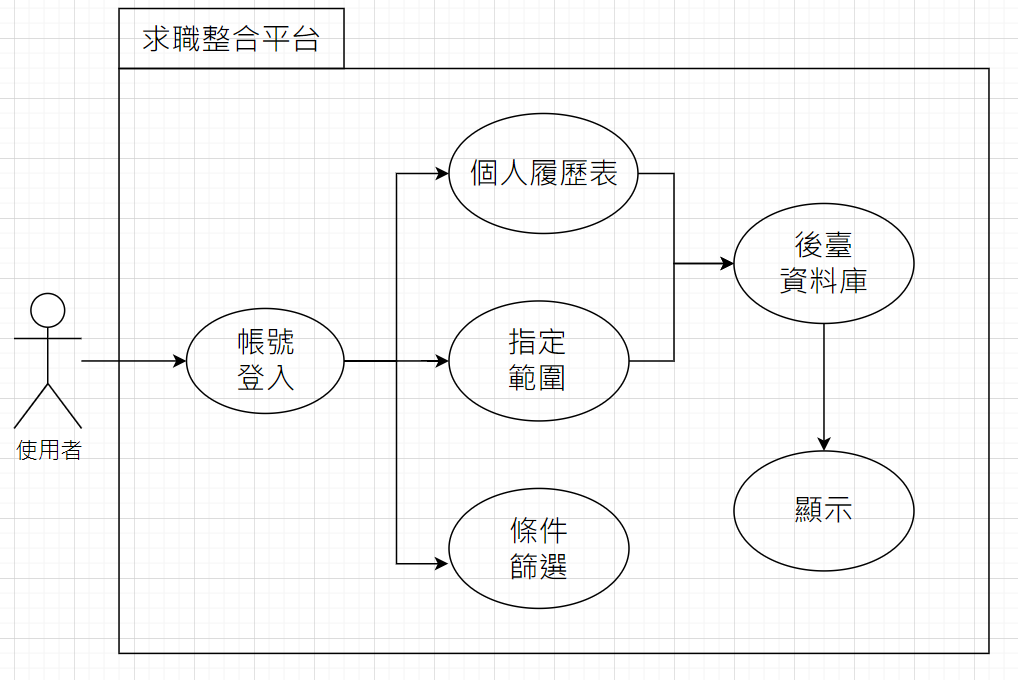 求職整合平台
個人履歷表
後臺
資料庫
帳號
登入
指定
範圍
使用者
條件
篩選
顯示